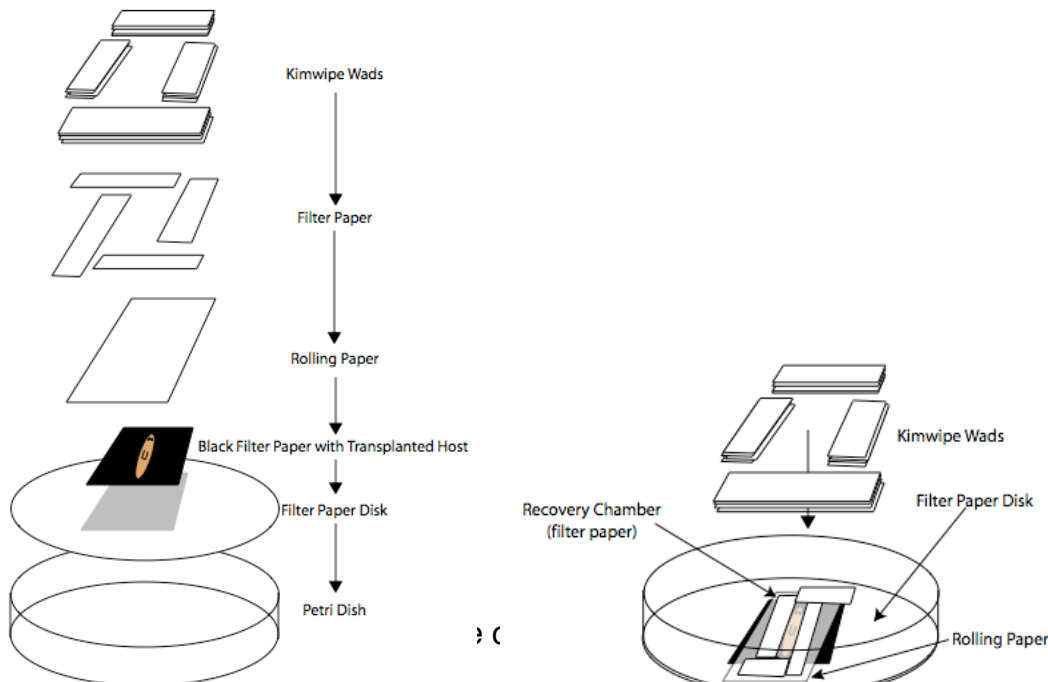 Kimwipe Wads
Filter Paper
Rolling Paper
Black Filter Paper with Transplanted Host
Filter Paper Disk
Petri Dish
Kimwipe Wads
Filter Paper Disk
Recovery Chamber
(filter paper)
Rolling Paper